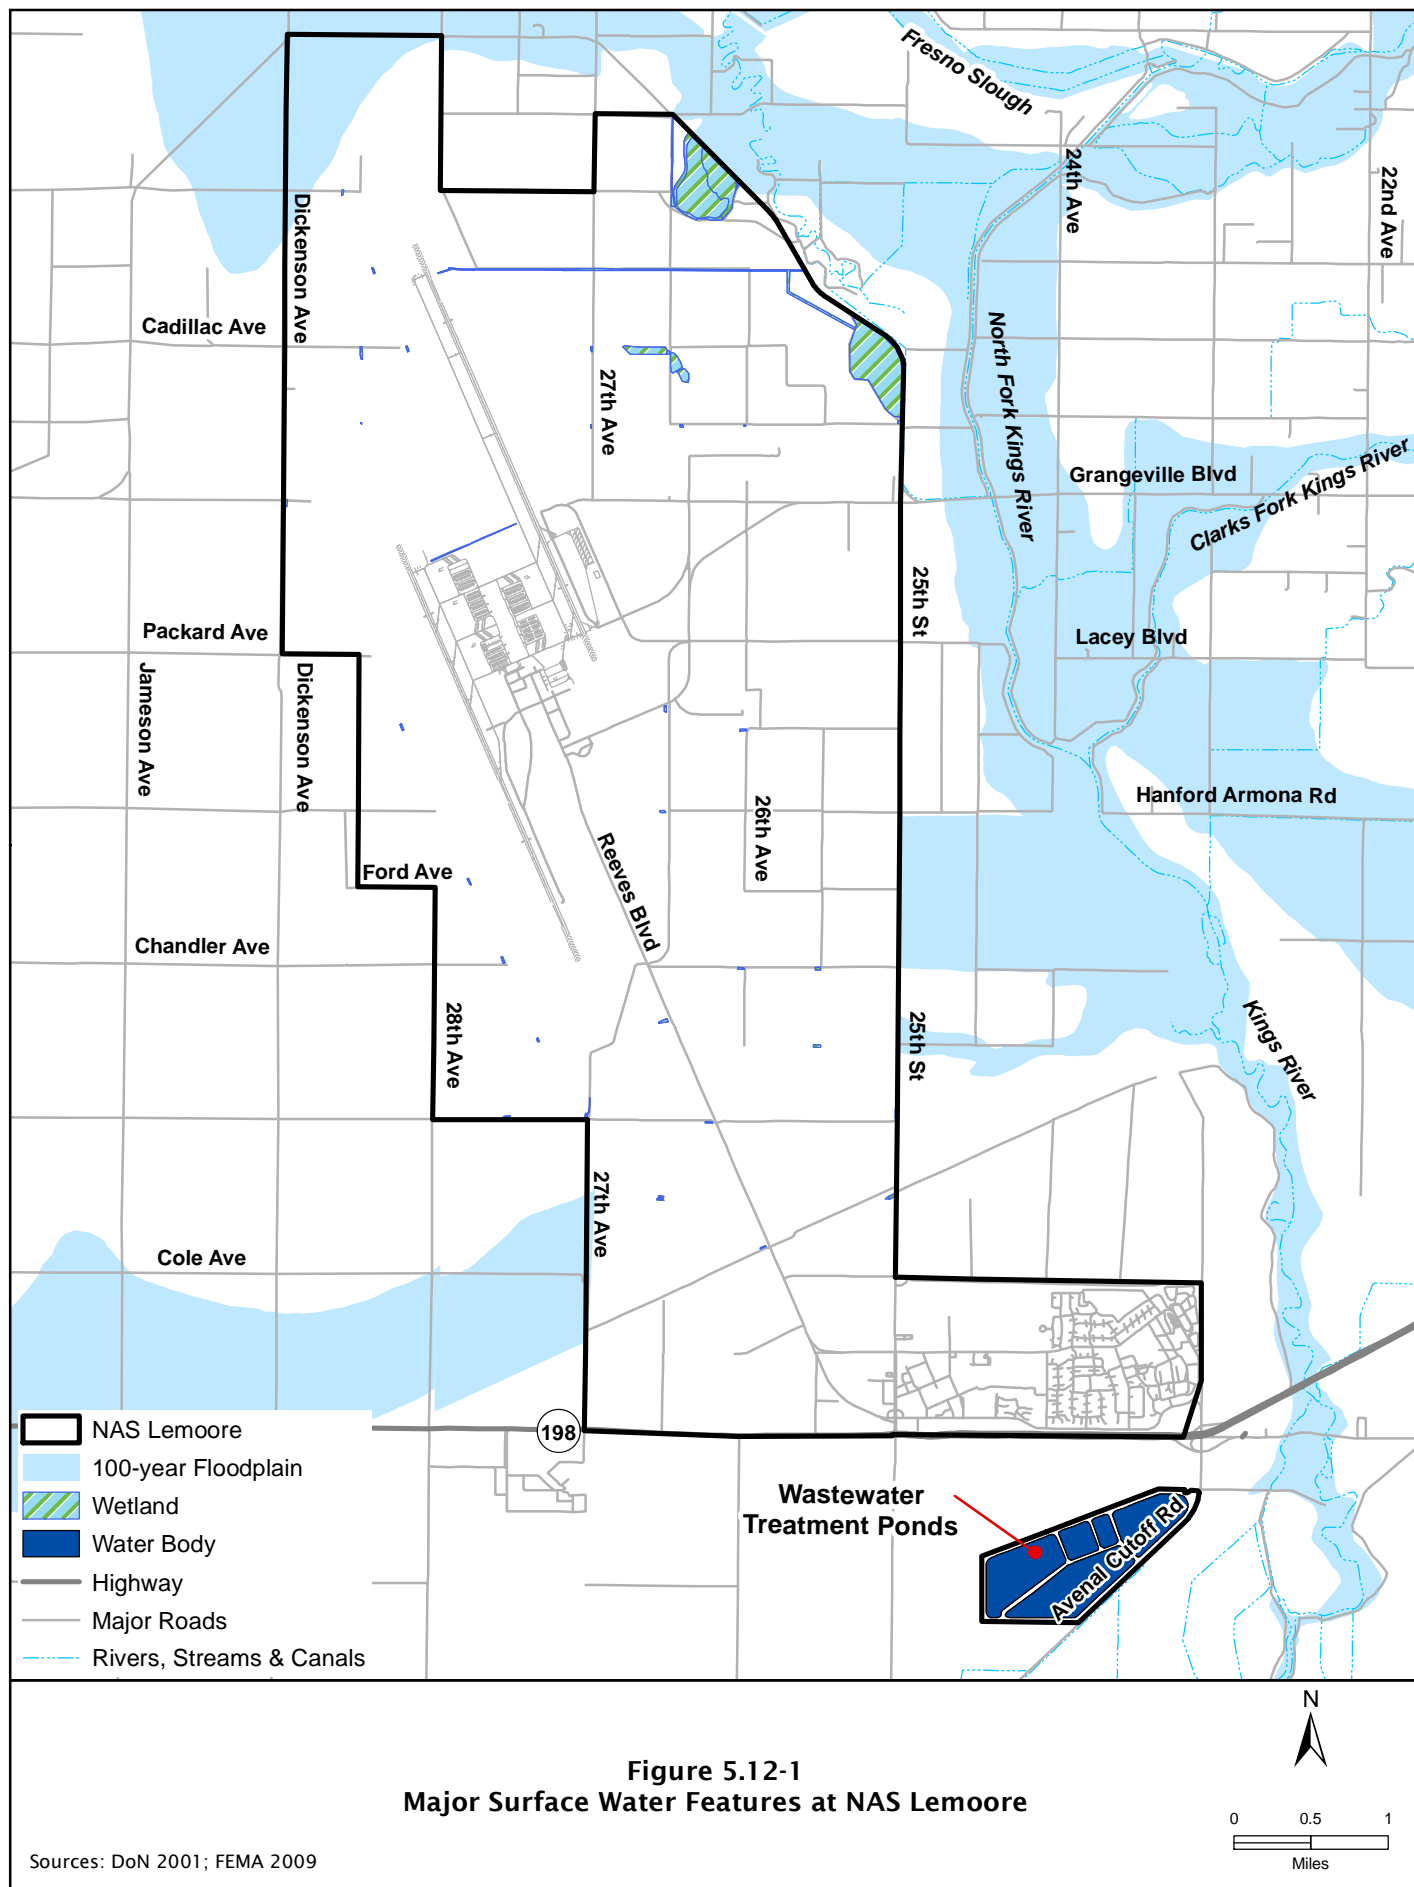 Fresno Slough
24th Ave
22nd Ave
Dickenson Ave
Cadillac Ave
27th Ave
North Fork Kings River
Grangeville Blvd
Clarks Fork Kings River
25th St
Packard Ave
Lacey Blvd
Jameson Ave
Dickenson Ave
Hanford Armona Rd
26th Ave
Reeves Blvd
Ford Ave
Chandler Ave
28th Ave
25th St
Kings River
27th Ave
Cole Ave
198
NAS Lemoore
100-year Floodplain
Wetland
Water Body
Highway
Major Roads
Rivers, Streams & Canals
Wastewater
Treatment Ponds
Avenal Cutoff Rd
N
Figure 5.12-1
Major Surface Water Features at NAS Lemoore
0 0.5 1
Miles
Sources: DoN 2001; FEMA 2009